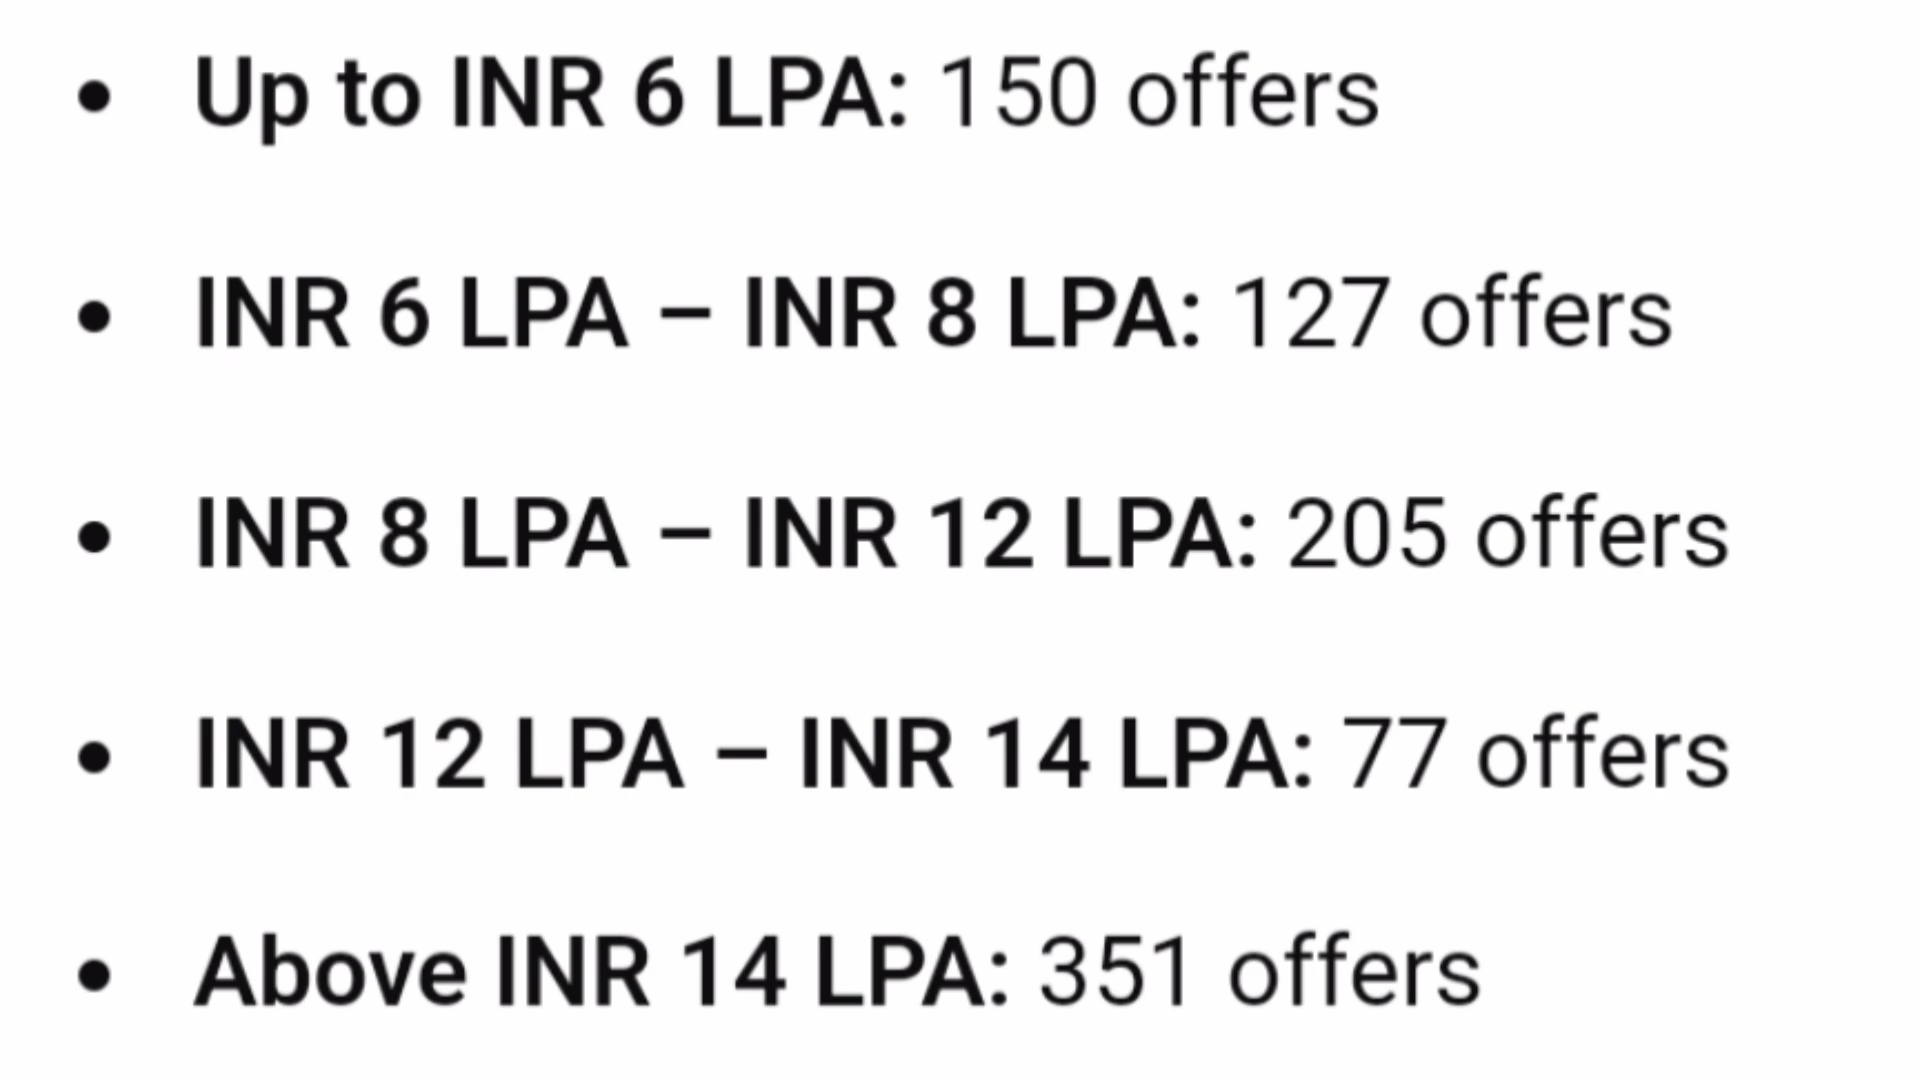 • Up to INR 6 LPA: 150 offers
• INR 6 LPA – INR 8 LPA: 127 offers
• INR 8 LPA – INR 12 LPA: 205 offers
• INR 12 LPA – INR 14 LPA: 77 offers
• Above INR 14 LPA: 351 offers